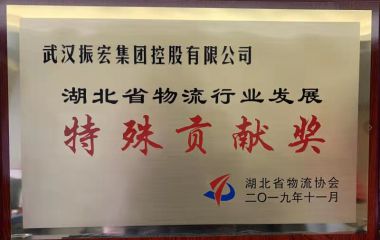 武汉振宏集团控股有限公司
湖北省物流行业发展
特殊贡献奖
湖北省物流协会
二〇一九年十一月